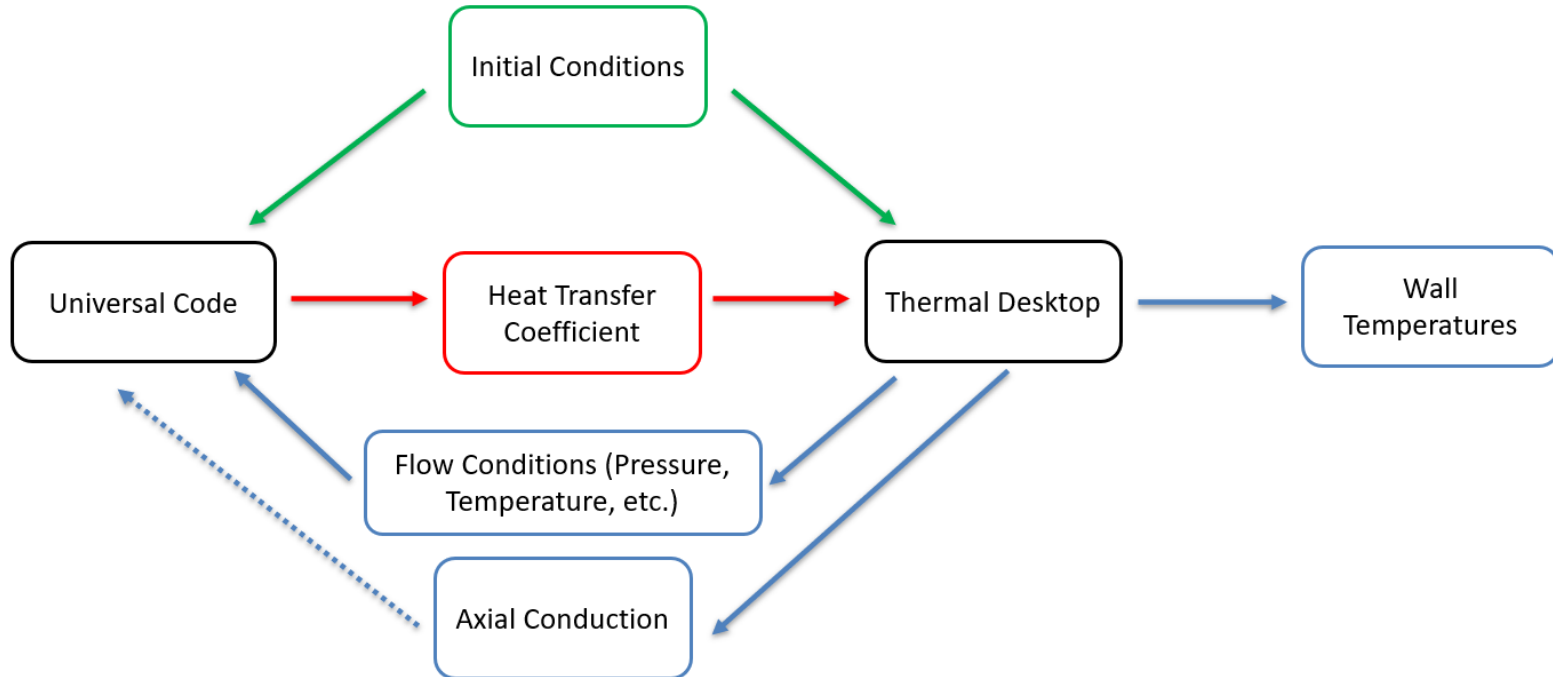 Initial Conditions
Universal Code
Heat Transfer
Coefficient
Thermal Desktop
Wall
Temperatures
Flow Conditions (Pressure,
Temperature, etc.)
Axial Conduction